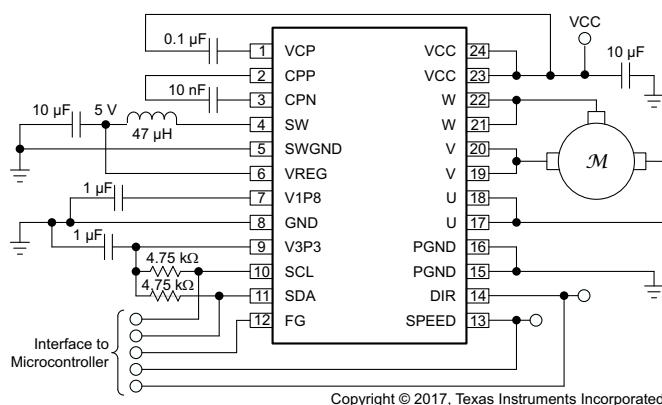 VCC
0.1 µF
10 µF
1 VCP VCC 24
2 CPP VCC 23
10 nF
3 CPN W 22
10 µF 5 V 47 µH
4 SW W 21
5 SWGND V 20
M
6 VREG V 19
1 µF
7 V1P8 U 18
8 GND U 17
1 µF
9 V3P3 PGND 16
4.75 kΩ
10 SCL PGND 15
4.75 kΩ
11 SDA DIR 14
12 FG SPEED 13
Interface to
Microcontroller
Copyright © 2017, Texas Instruments Incorporated